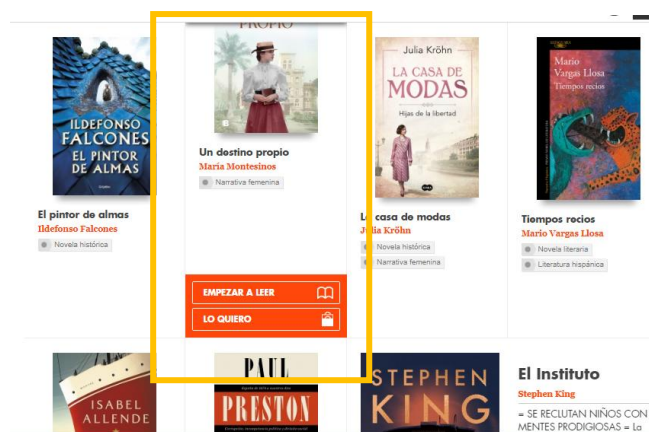 ILDEFONSO
FALCONES
EL PINTOR
DE ALMAS
El pintor de almas
Ildefonso Falcones
Novela histórica
PROPIO
Un destino propio
María Montesinos
Narrativa femenina
EMPEZAR A LEER
LO QUIERO
Julia Kröhn
LA CASA DE
MODAS
Hijas de la libertad
La casa de modas
Julia Kröhn
Novela histórica
Narrativa femenina
Mario
Vargas Llosa
Tiempos recios
Tiempos recios
Mario Vargas Llosa
Novela literaria
Literatura hispánica
ISABEL
ALLENDE
PAUL
PRESTON
STEPHEN
KING
El Instituto
Stephen King
= SE RECLUTAN NIÑOS CON
MENTES PRODIGIOSAS = La